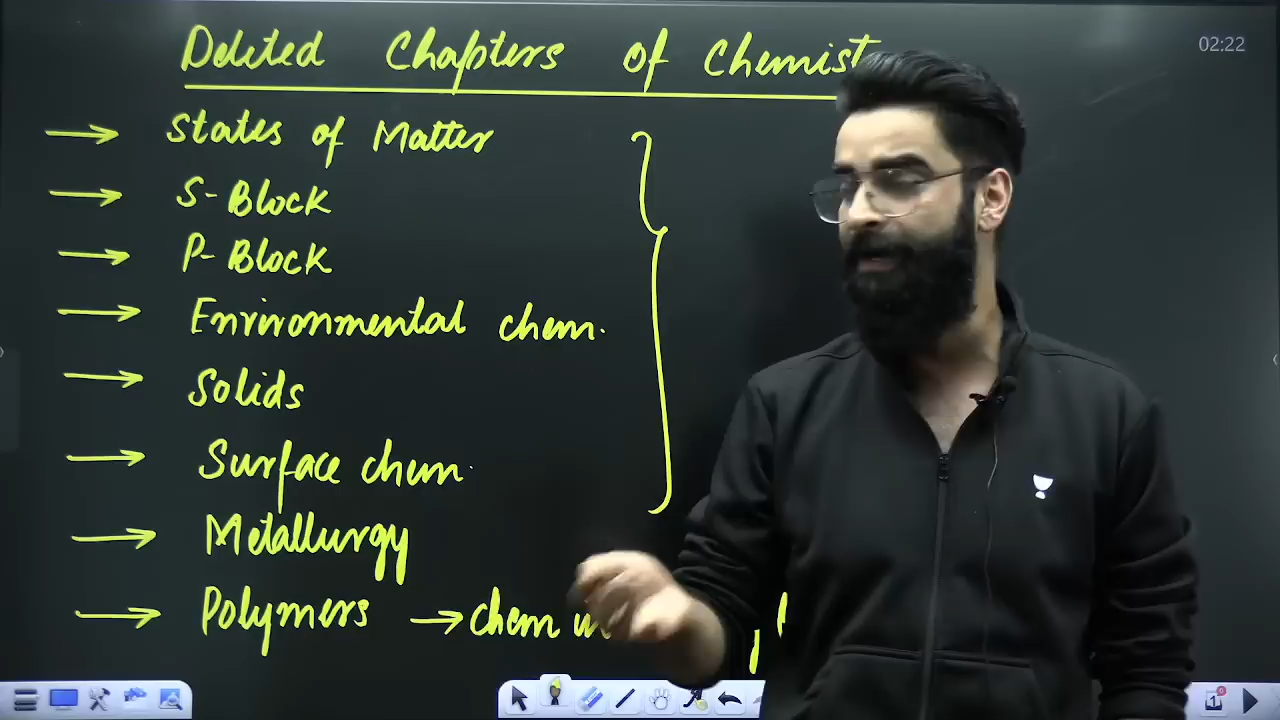 Deleted Chapters of Chemist
02:22
→ States of Matter
→ S-Block
→ P-Block
→ Environmental chem.
→ Solids
→ Surface chem.
→ Metallurgy
→ Polymers → chem